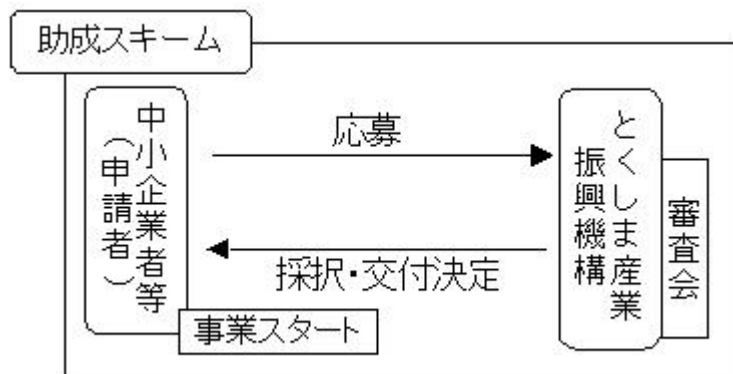 助成スキーム
中小企業者等
（申請者）
応募
採択・交付決定
事業スタート
とくしま産業
振興機構
審査会